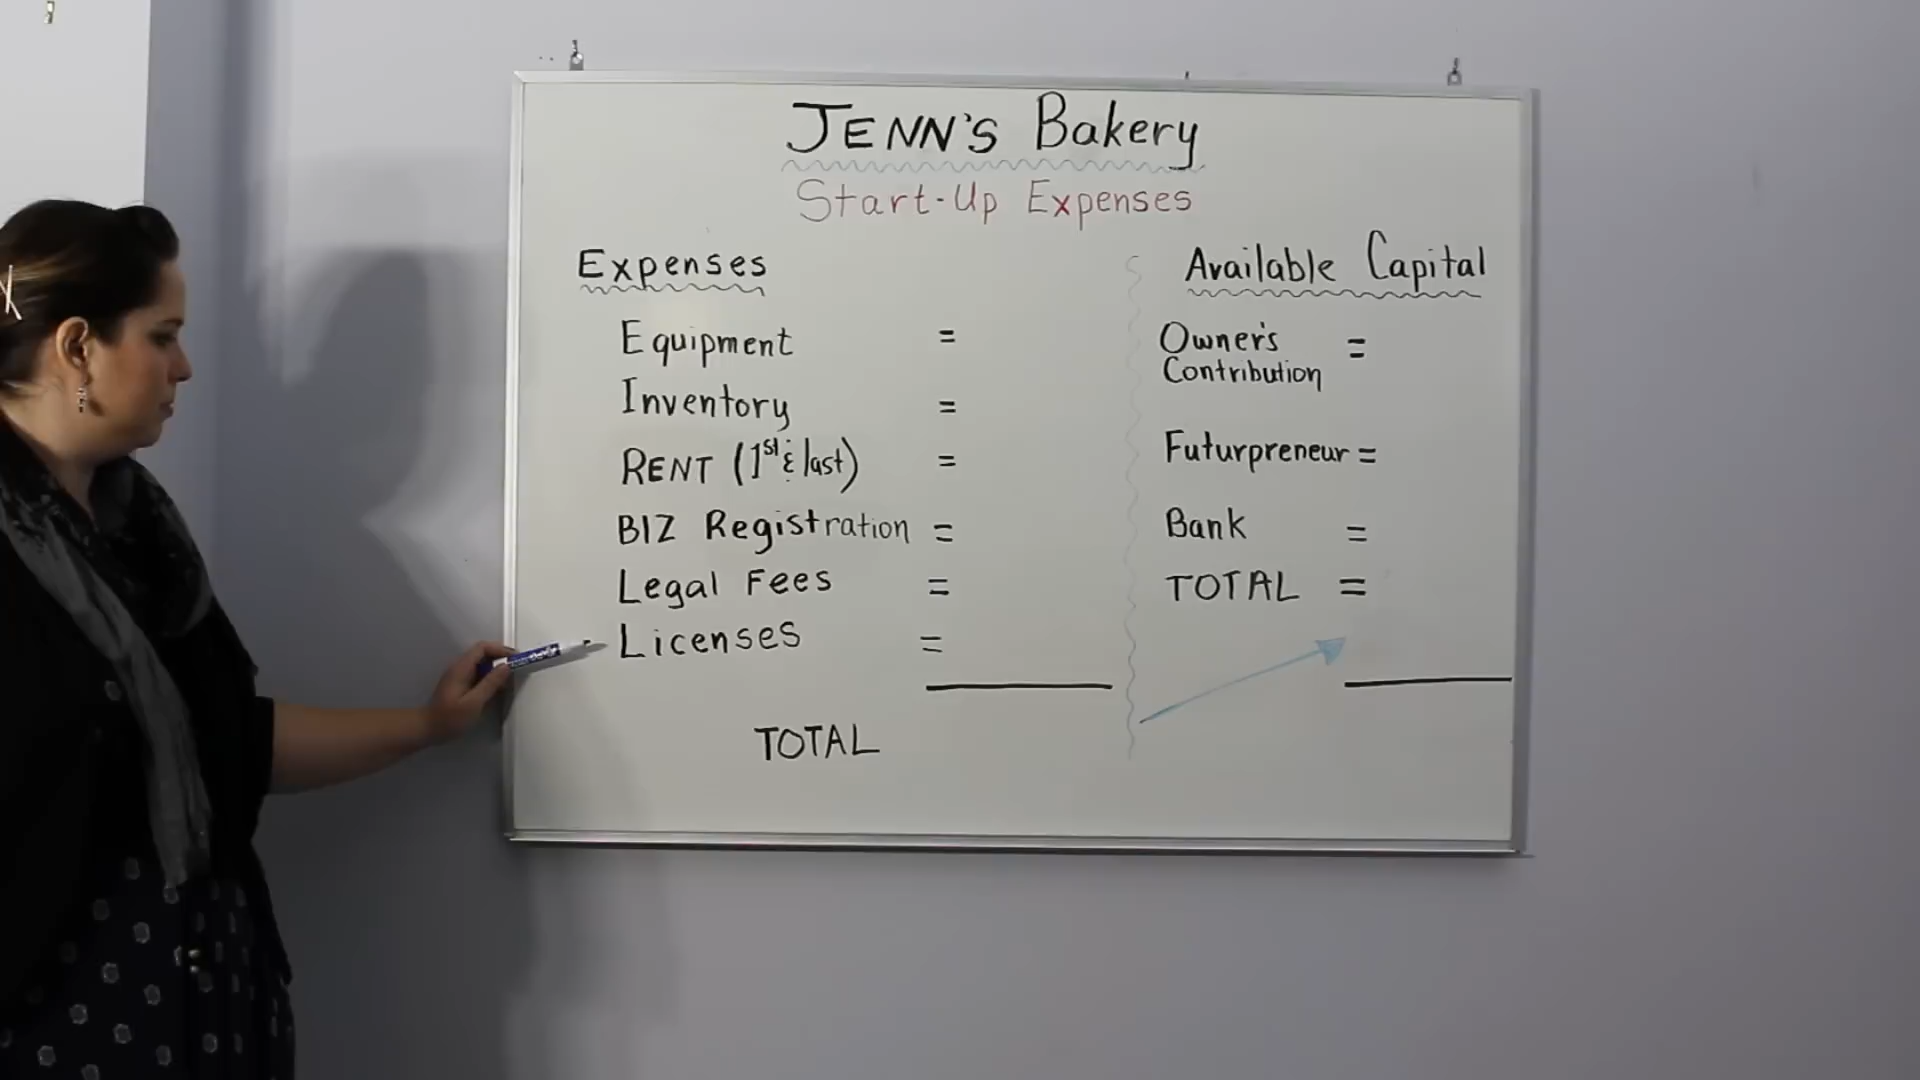 JENN'S Bakery
Start-Up Expenses
Expenses
Equipment =
Inventory =
RENT (1st & last) =
BIZ Registration =
Legal Fees =
Licenses =
TOTAL
Available Capital
Owner's =
Contribution
Futurpreneur =
Bank =
TOTAL =